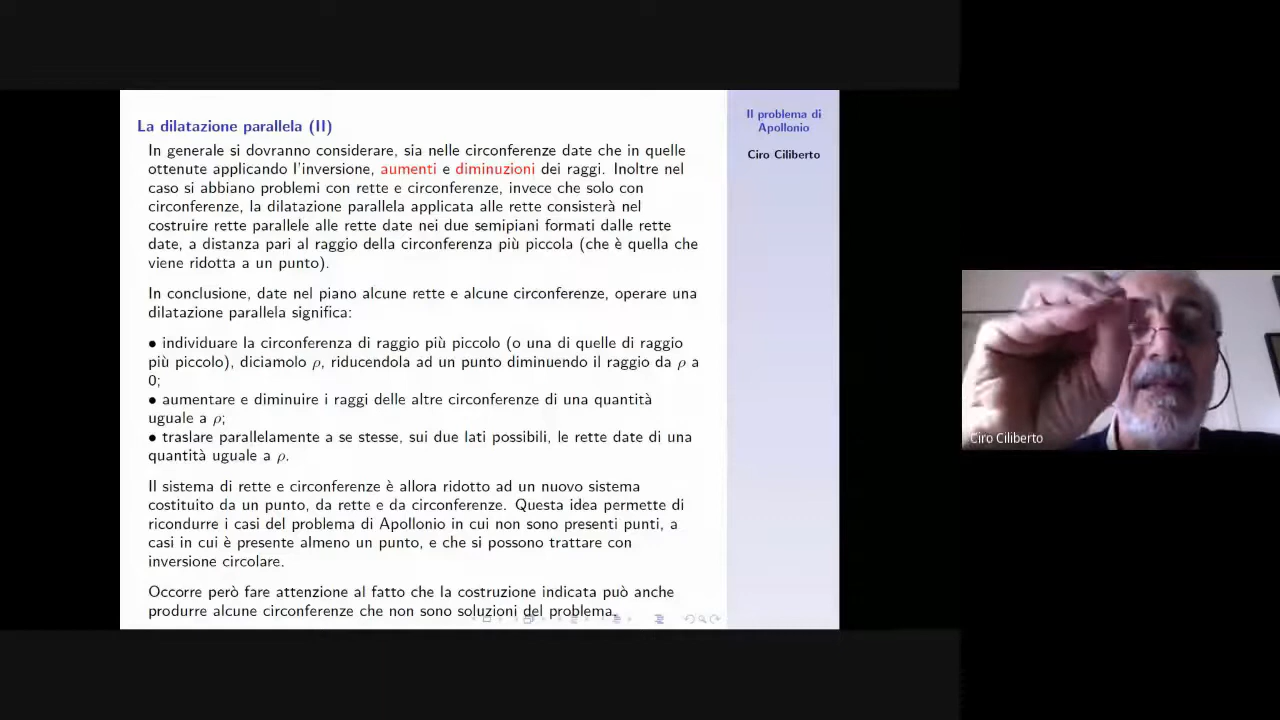 La dilatazione parallela (II)
In generale si dovranno considerare, sia nelle circonferenze date che in quelle
ottenute applicando l'inversione, aumenti e diminuzioni dei raggi. Inoltre nel
caso si abbiano problemi con rette e circonferenze, invece che solo con
circonferenze, la dilatazione parallela applicata alle rette consisterà nel
costruire rette parallele alle rette date nei due semipiani formati dalle rette
date, a distanza pari al raggio della circonferenza più piccola (che è quella che
viene ridotta a un punto).
In conclusione, date nel piano alcune rette e alcune circonferenze, operare una
dilatazione parallela significa:
• individuare la circonferenza di raggio più piccolo (o una di quelle di raggio
più piccolo), diciamolo ρ, riducendola ad un punto diminuendo il raggio da ρ a
0;
• aumentare e diminuire i raggi delle altre circonferenze di una quantità
uguale a ρ;
• traslare parallelamente a se stesse, sui due lati possibili, le rette date di una
quantità uguale a ρ.
Il sistema di rette e circonferenze è allora ridotto ad un nuovo sistema
costituito da un punto, da rette e da circonferenze. Questa idea permette di
ricondurre i casi del problema di Apollonio in cui non sono presenti punti, a
casi in cui è presente almeno un punto, e che si possono trattare con
inversione circolare.
Occorre però fare attenzione al fatto che la costruzione indicata può anche
produrre alcune circonferenze che non sono soluzioni del problema.
Il problema di
Apollonio
Ciro Ciliberto
Ciro Ciliberto